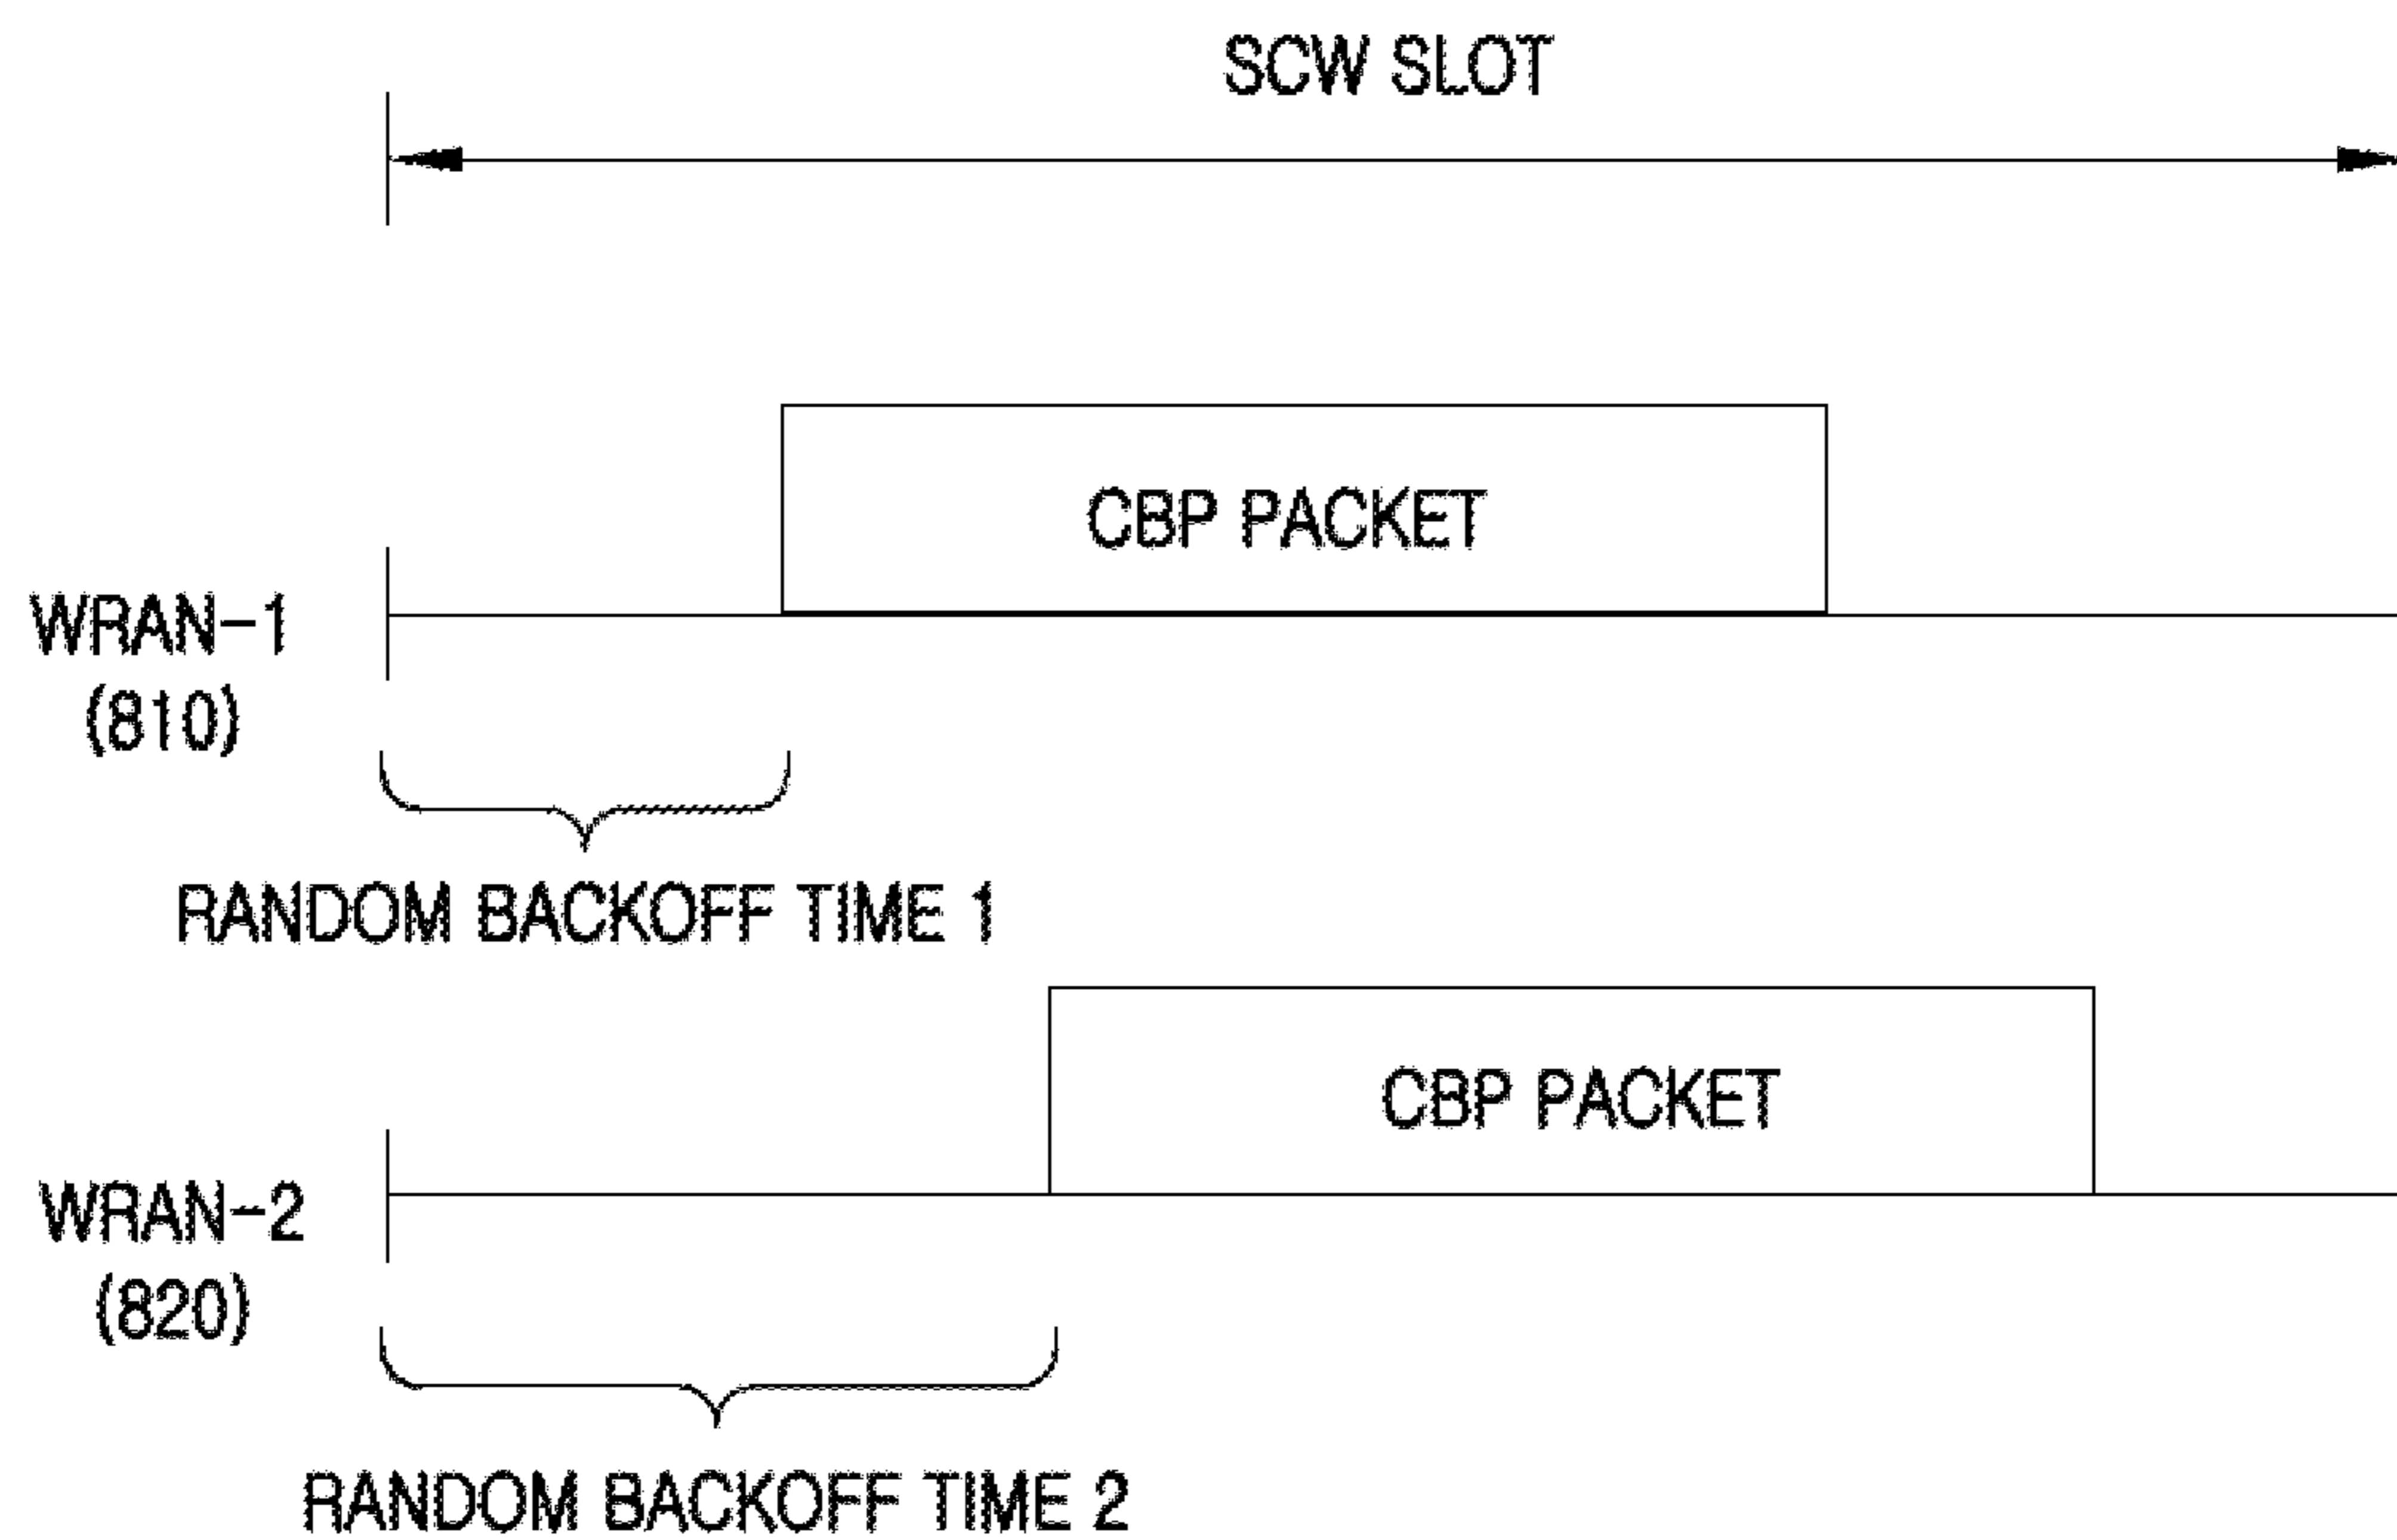 SCW SLOT
CBP PACKET
WRAN-1
(810)
RANDOM BACKOFF TIME 1
CBP PACKET
WRAN-2
(820)
RANDOM BACKOFF TIME 2